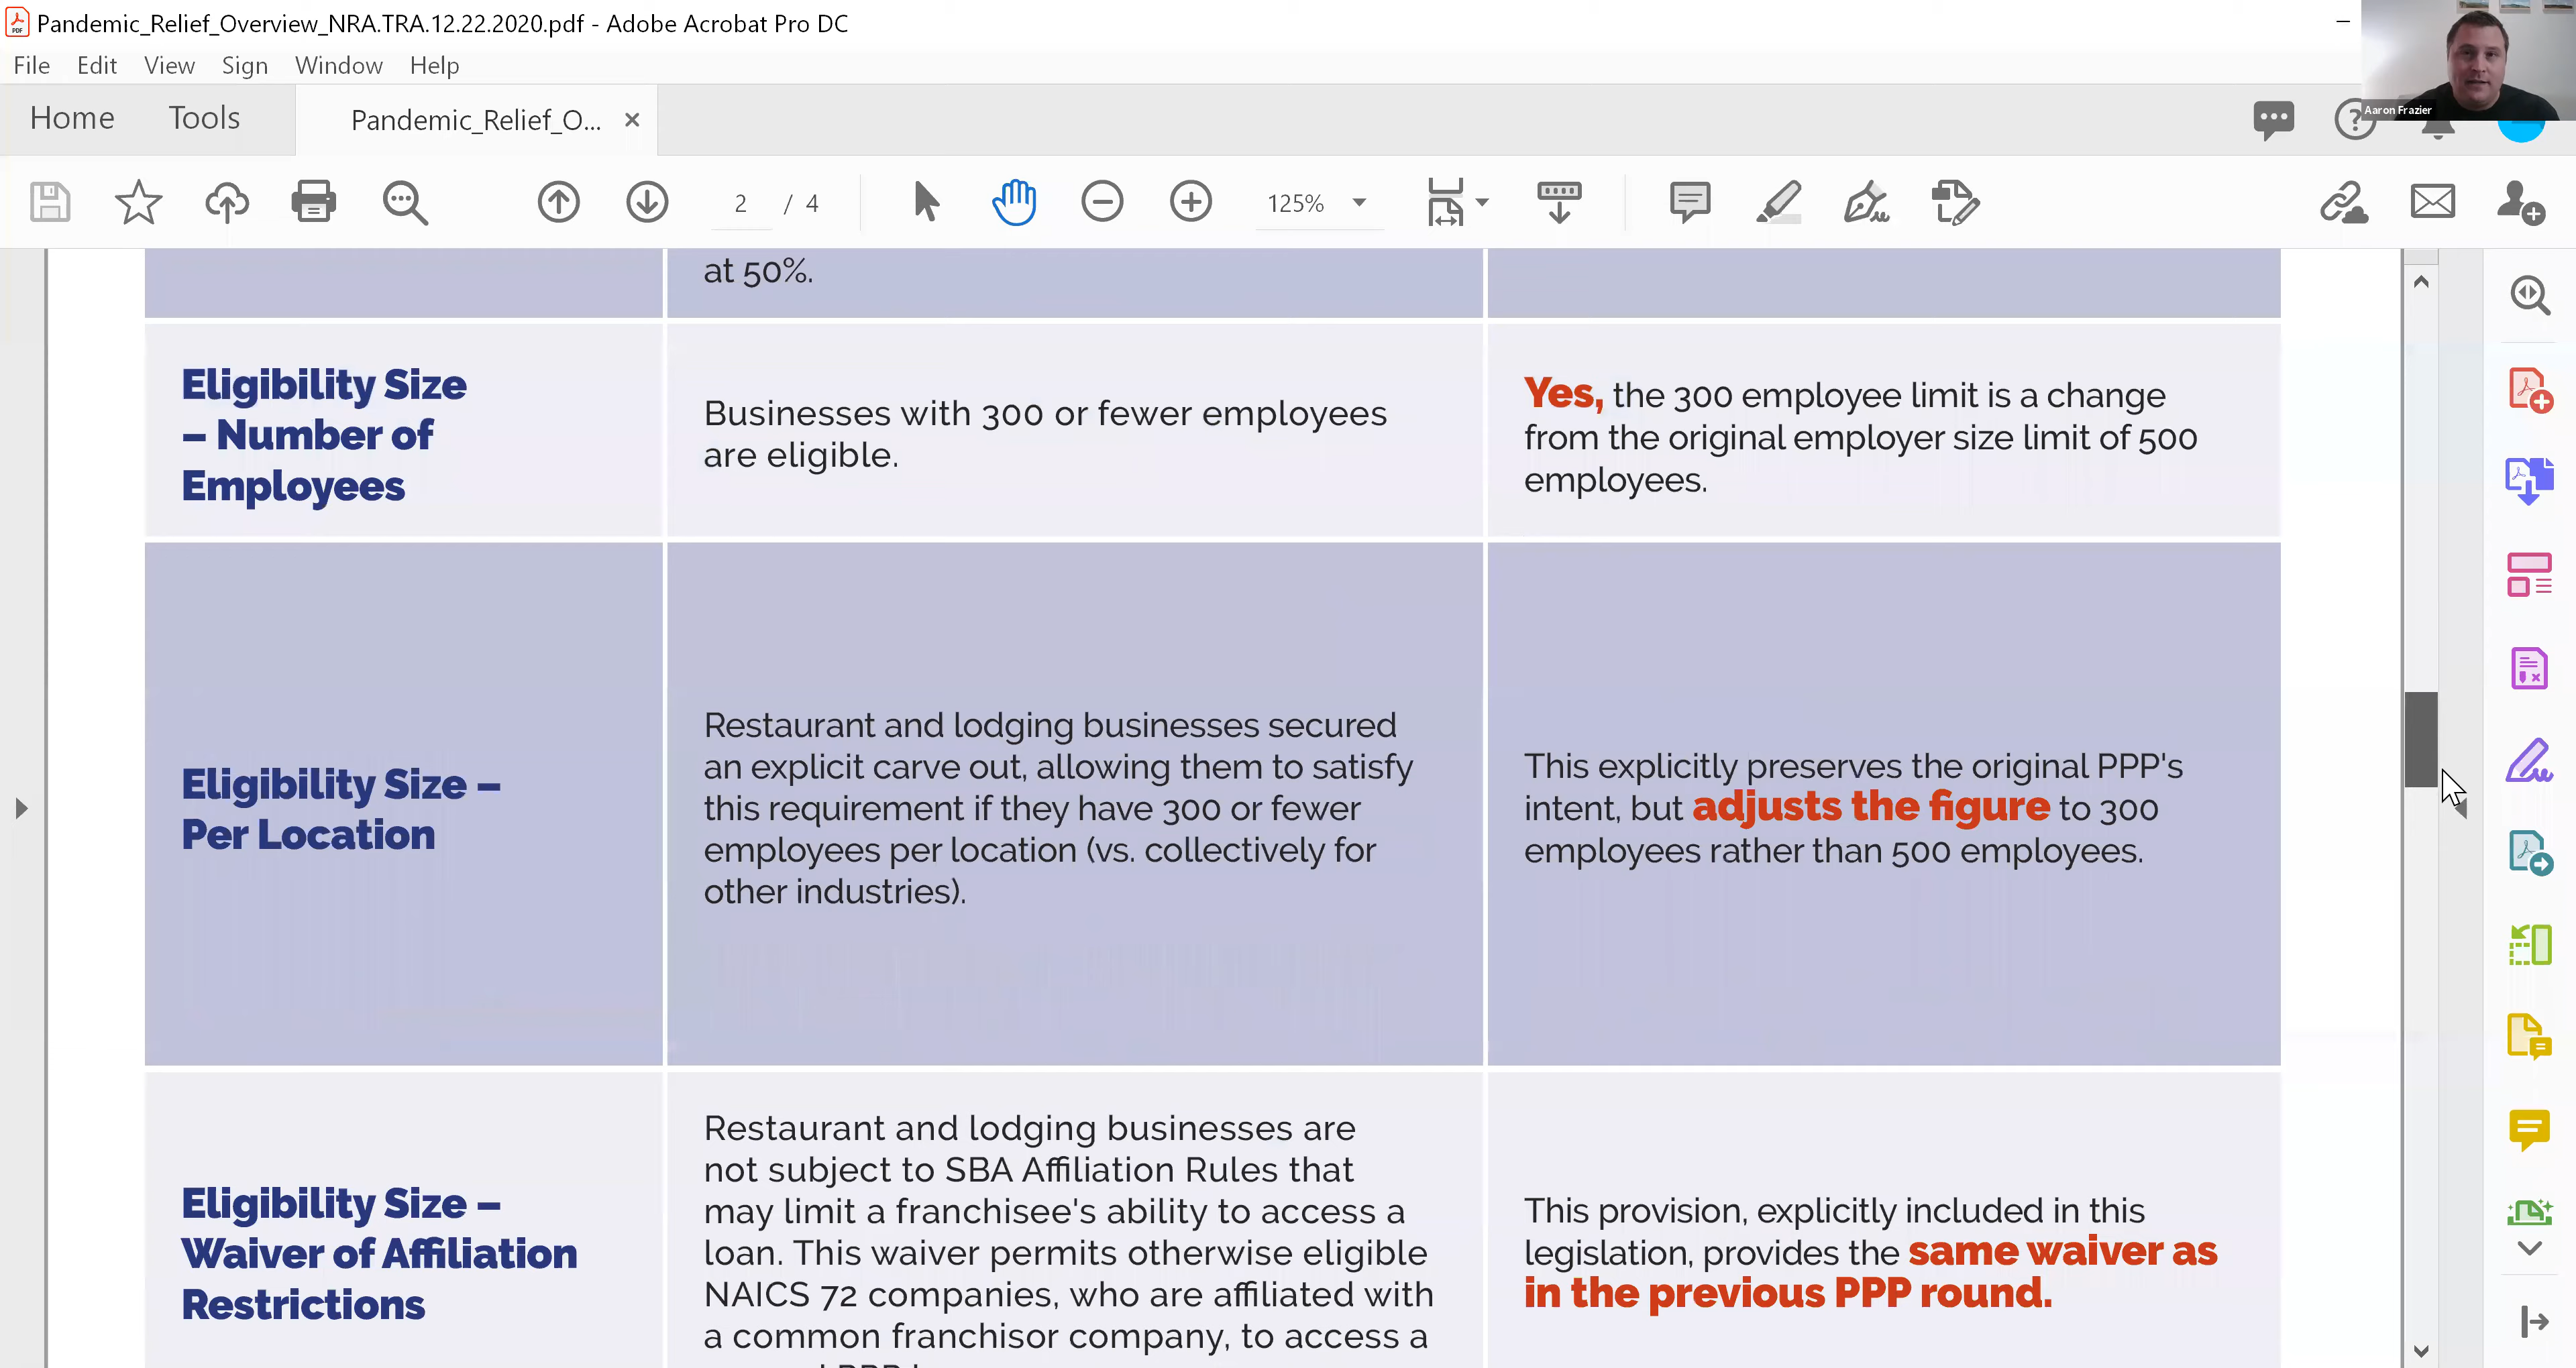 Pandemic_Relief_Overview_NRA.TRA.12.22.2020.pdf - Adobe Acrobat Pro DC
File Edit View Sign Window Help
Aaron Frazier
Home Tools Pandemic_Relief_O... ×
2 / 4 125%
at 50%.
Eligibility Size
– Number of
Employees
Businesses with 300 or fewer employees
are eligible.
Yes, the 300 employee limit is a change
from the original employer size limit of 500
employees.
Eligibility Size –
Per Location
Restaurant and lodging businesses secured
an explicit carve out, allowing them to satisfy
this requirement if they have 300 or fewer
employees per location (vs. collectively for
other industries).
This explicitly preserves the original PPP's
intent, but adjusts the figure to 300
employees rather than 500 employees.
Eligibility Size –
Waiver of Affiliation
Restrictions
Restaurant and lodging businesses are
not subject to SBA Affiliation Rules that
may limit a franchisee's ability to access a
loan. This waiver permits otherwise eligible
NAICS 72 companies, who are affiliated with
a common franchisor company, to access a
This provision, explicitly included in this
legislation, provides the same waiver as
in the previous PPP round.